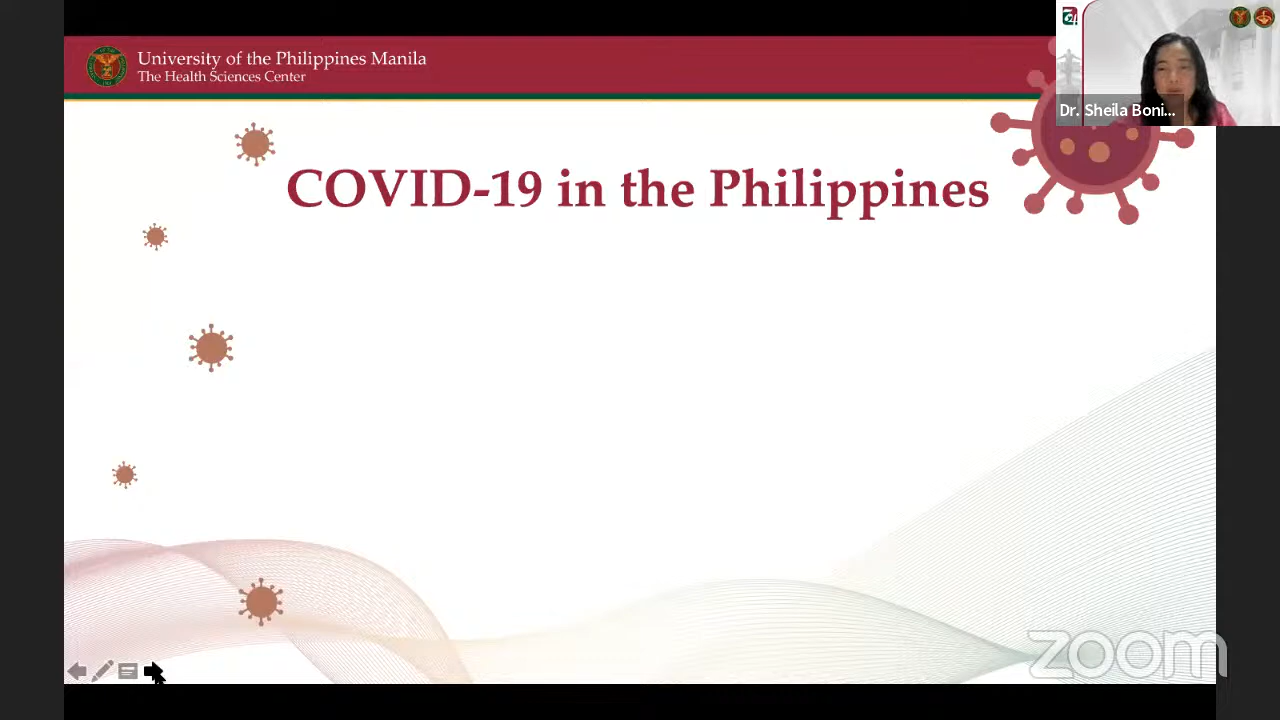 University of the Philippines Manila
The Health Sciences Center
Dr. Sheila Boni...
COVID-19 in the Philippines
zoom